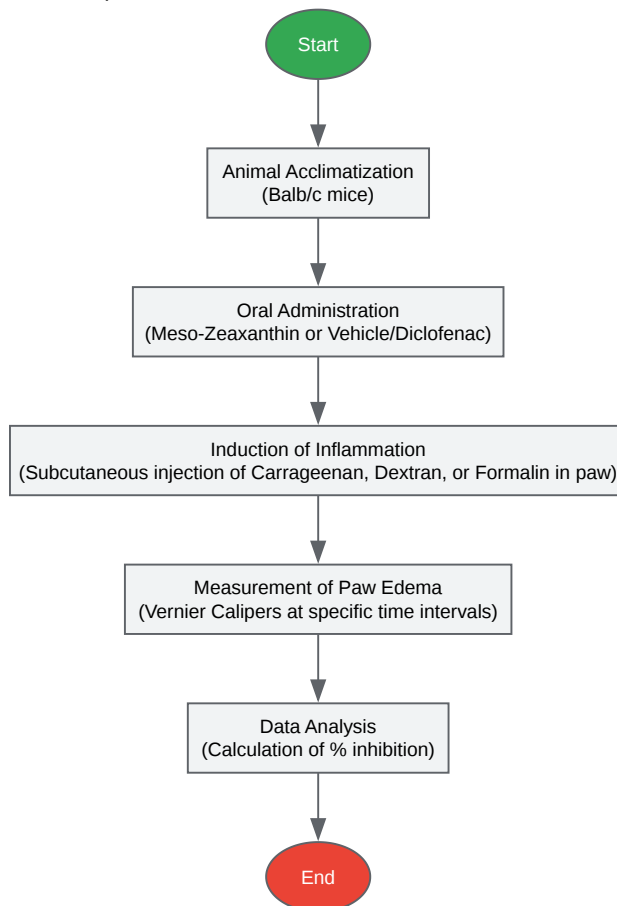 Start
Animal Acclimatization
(Balb/c mice)
Oral Administration
(Meso-Zeaxanthin or Vehicle/Diclofenac)
Induction of Inflammation
(Subcutaneous injection of Carrageenan, Dextran, or Formalin in paw)
Measurement of Paw Edema
(Vernier Calipers at specific time intervals)
Data Analysis
(Calculation of % inhibition)
End